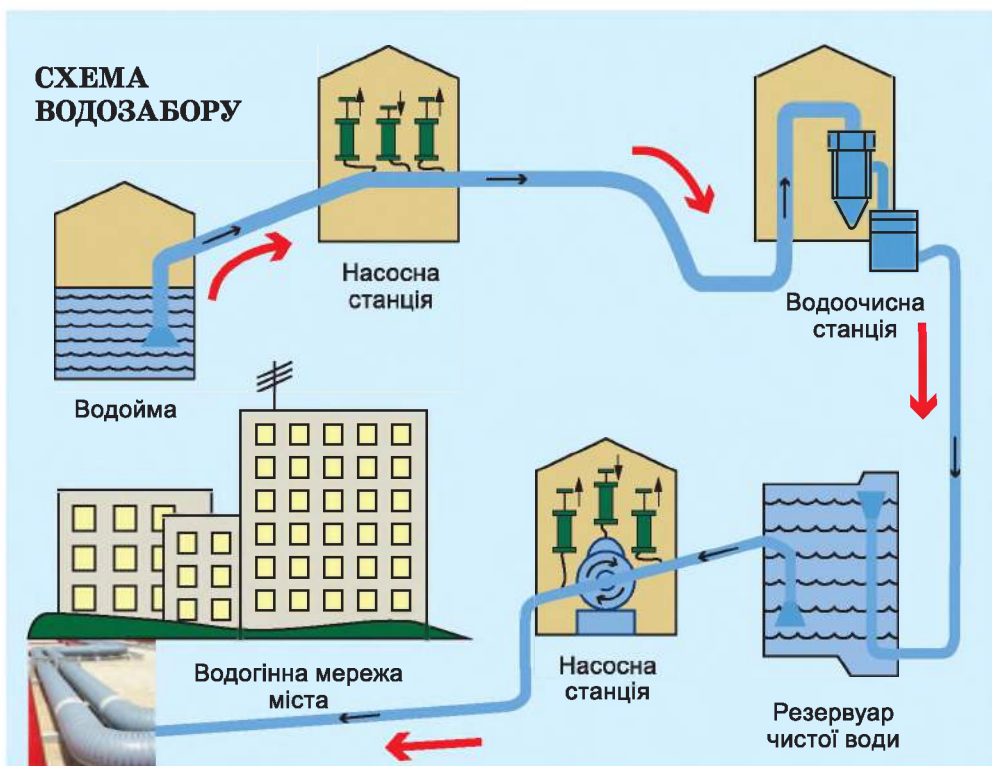 СХЕМА
ВОДОЗАБОРУ
Насосна
станція
Водоочисна
станція
Водойма
Водогінна мережа
міста
Насосна
станція
Резервуар
чистої води